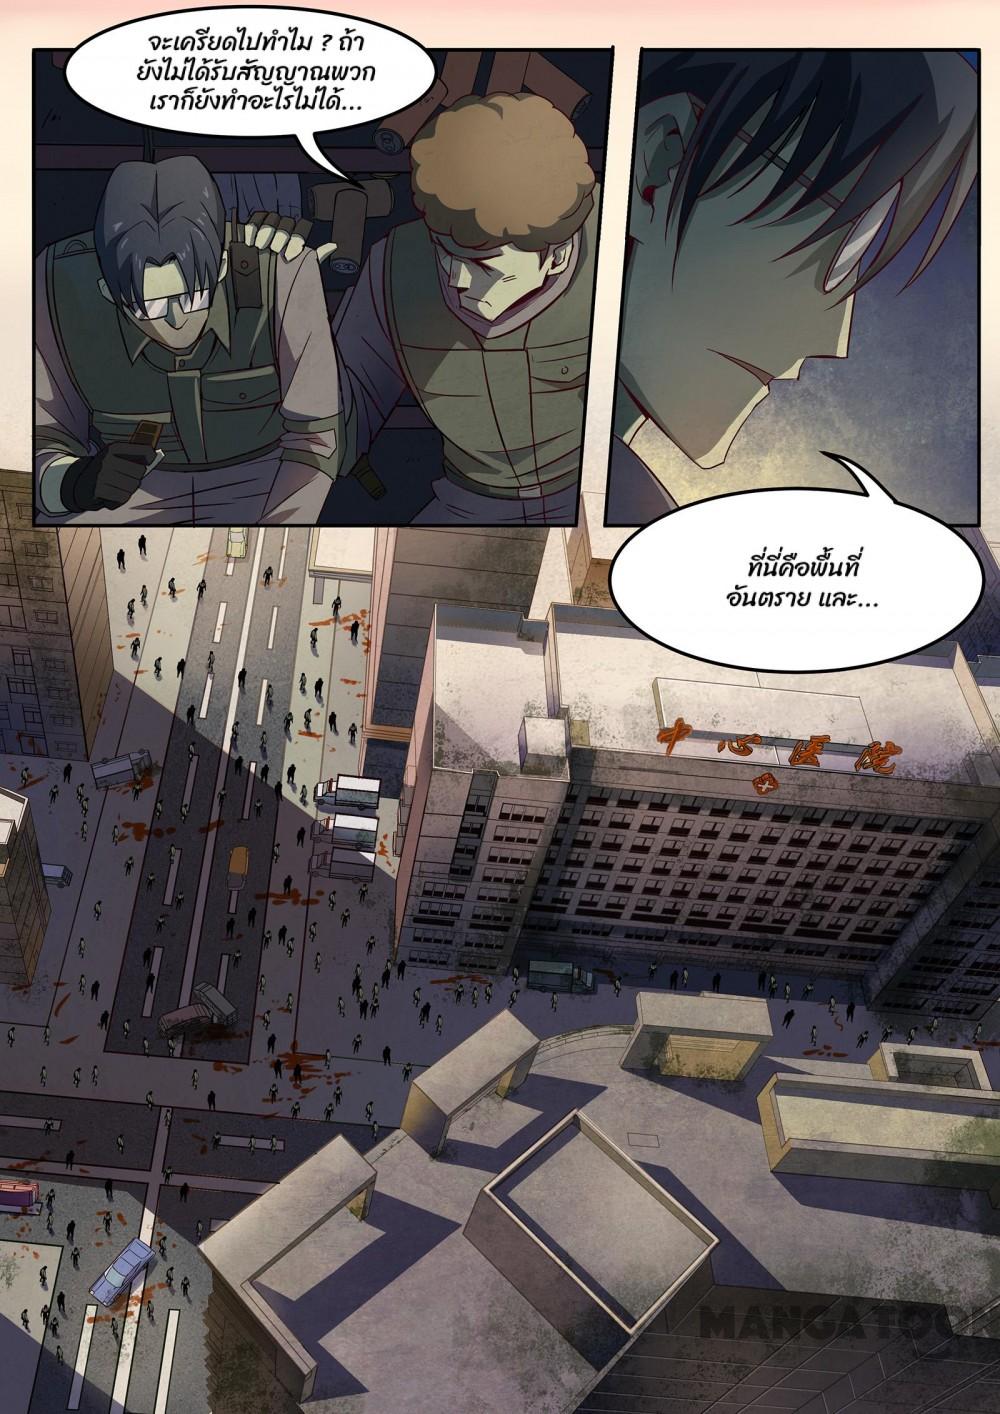 จะเครียดไปทำไม ? ถ้า
ยังไม่ได้รับสัญญาณพวก
เราก็ยังทำอะไรไม่ได้...
ที่นี่คือพื้นที่
อันตราย และ...
中心医院
MANGATOON